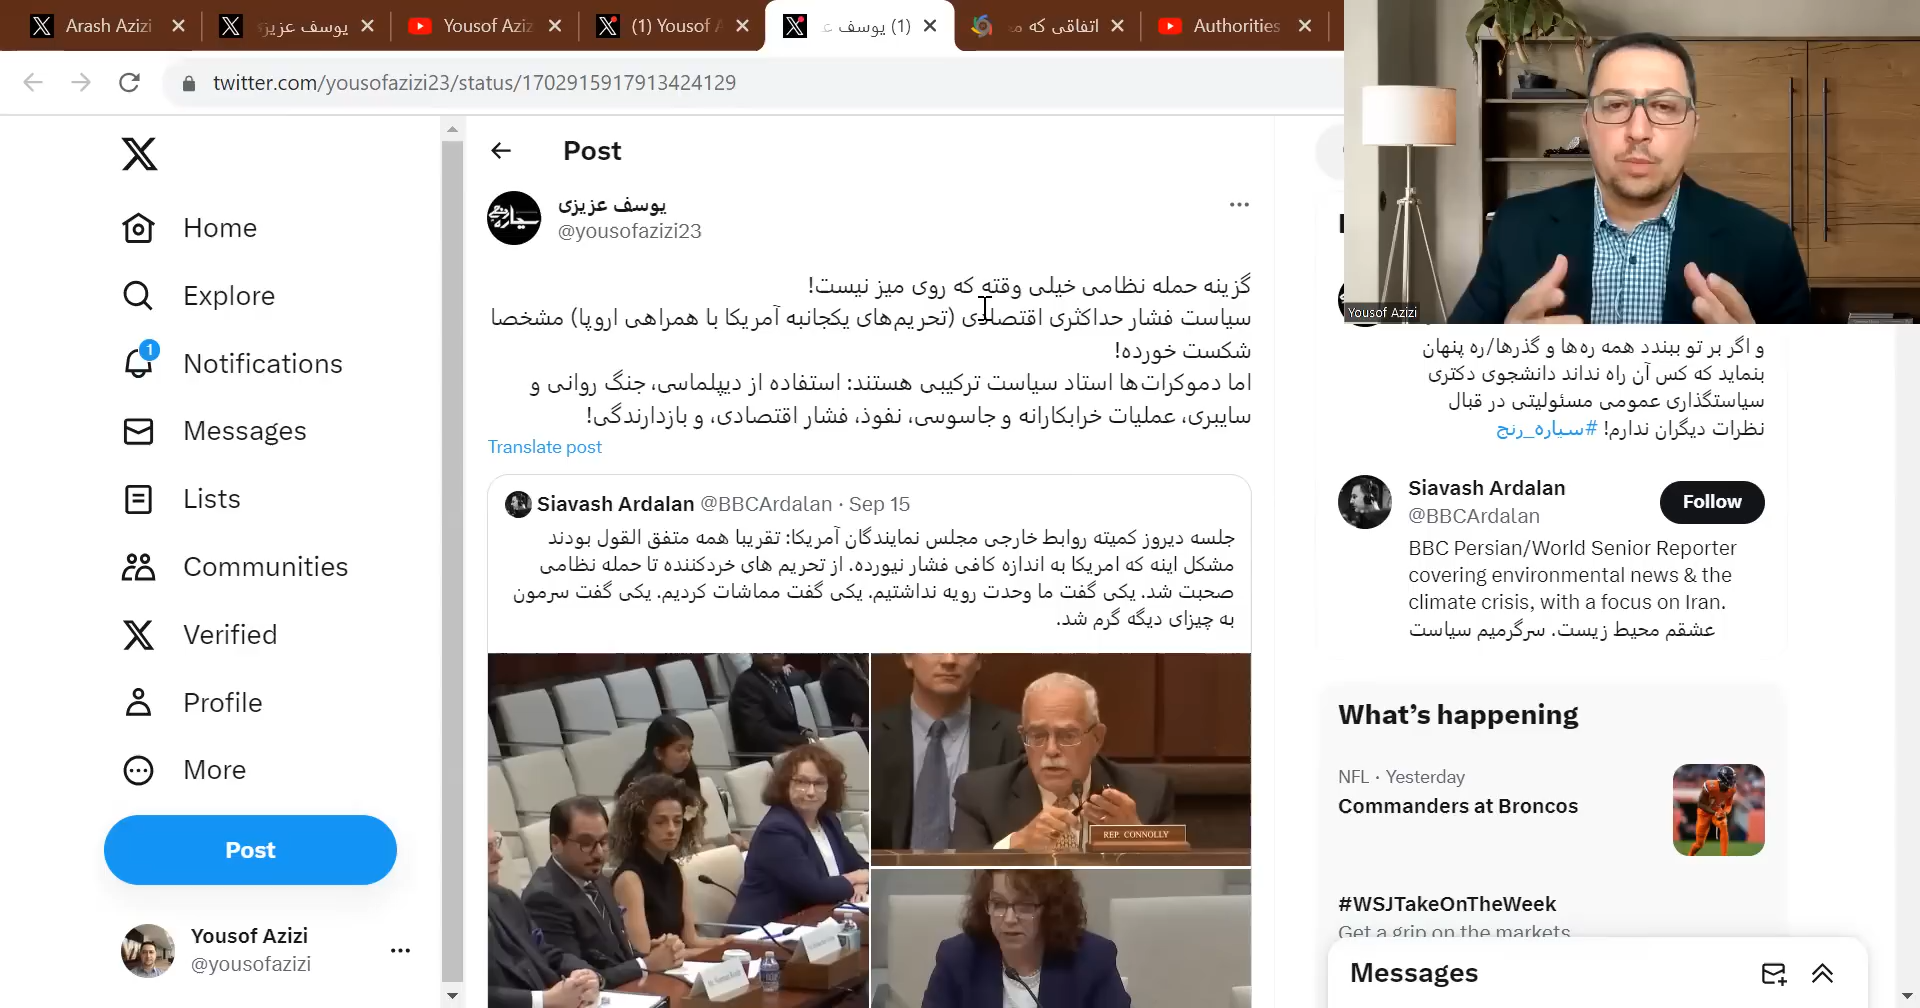 Arash Azizi
یوسف عزیزی
Yousof Aziz
(1) Yousof A
(1) یوسف ع
اتفاقی که
Authorities
twitter.com/yousofazizi23/status/1702915917913424129
Home
Explore
1
Notifications
Messages
Lists
Communities
Verified
Profile
More
Post
Yousof Azizi
@yousofazizi
Post
یوسف عزیزی
@yousofazizi23
گزینه حمله نظامی خیلی وقته که روی میز نیست!
سیاست فشار حداکثری اقتصادی (تحریم‌های یکجانبه آمریکا با همراهی اروپا) مشخصا
شکست خورده!
اما دموکرات‌ها استاد سیاست ترکیبی هستند: استفاده از دیپلماسی، جنگ روانی و
سایبری، عملیات خرابکارانه و جاسوسی، نفوذ، فشار اقتصادی، و بازدارندگی!
Translate post
Siavash Ardalan @BBCArdalan · Sep 15
جلسه دیروز کمیته روابط خارجی مجلس نمایندگان آمریکا: تقریبا همه متفق القول بودند
مشکل اینه که امریکا به اندازه کافی فشار نیورده. از تحریم های خردکننده تا حمله نظامی
صحبت شد. یکی گفت ما وحدت رویه نداشتیم. یکی گفت مماشات کردیم. یکی گفت سرمون
به چیزای دیگه گرم شد.
REP CONNOLLY
Yousof Azizi
و اگر بر تو ببندد همه ره‌ها و گذرها/ره پنهان
بنماید که کس آن راه نداند دانشجوی دکتری
سیاستگذاری عمومی مسئولیتی در قبال
نظرات دیگران ندارم! #سیاره_رنج
Siavash Ardalan
@BBCArdalan
Follow
BBC Persian/World Senior Reporter
covering environmental news & the
climate crisis, with a focus on Iran.
عشقم محیط زیست. سرگرمیم سیاست
What's happening
NFL · Yesterday
Commanders at Broncos
#WSJTakeOnTheWeek
Get a grip on the markets
Messages